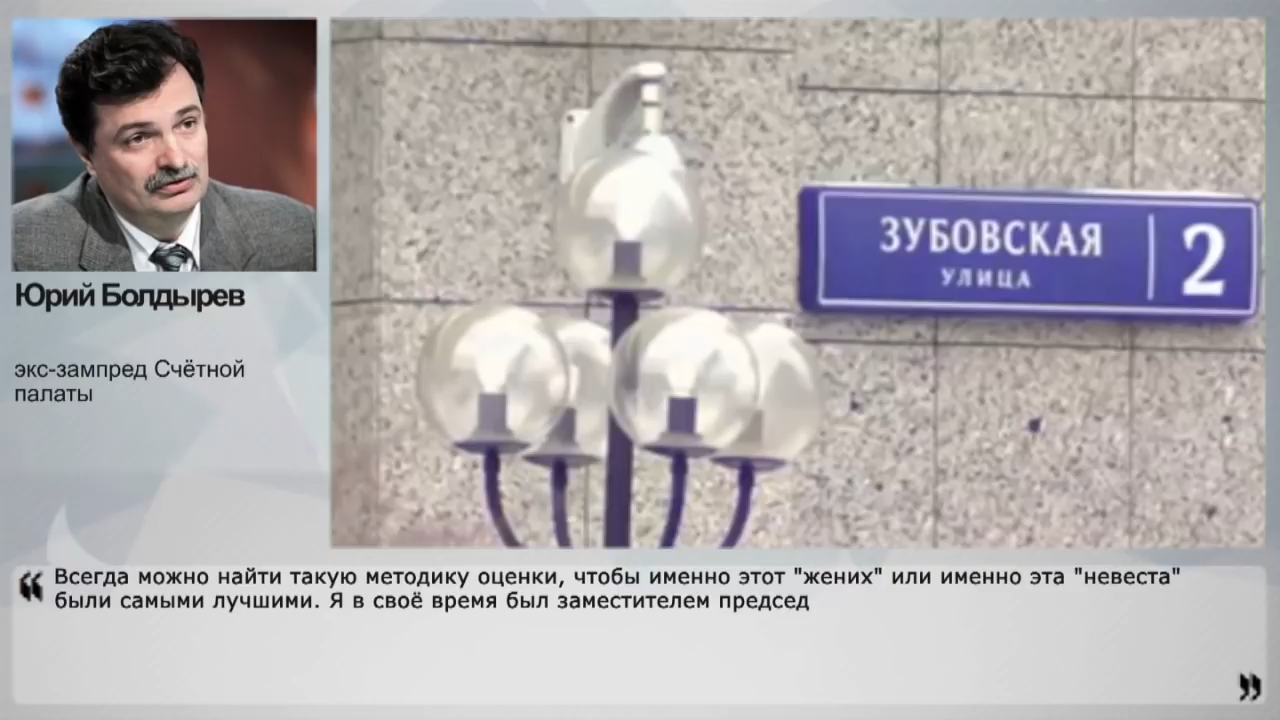 Юрий Болдырев
экс-зампред Счётной
палаты
ЗУБОВСКАЯ
УЛИЦА
2
“ Всегда можно найти такую методику оценки, чтобы именно этот "жених" или именно эта "невеста"
были самыми лучшими. Я в своё время был заместителем председ
”